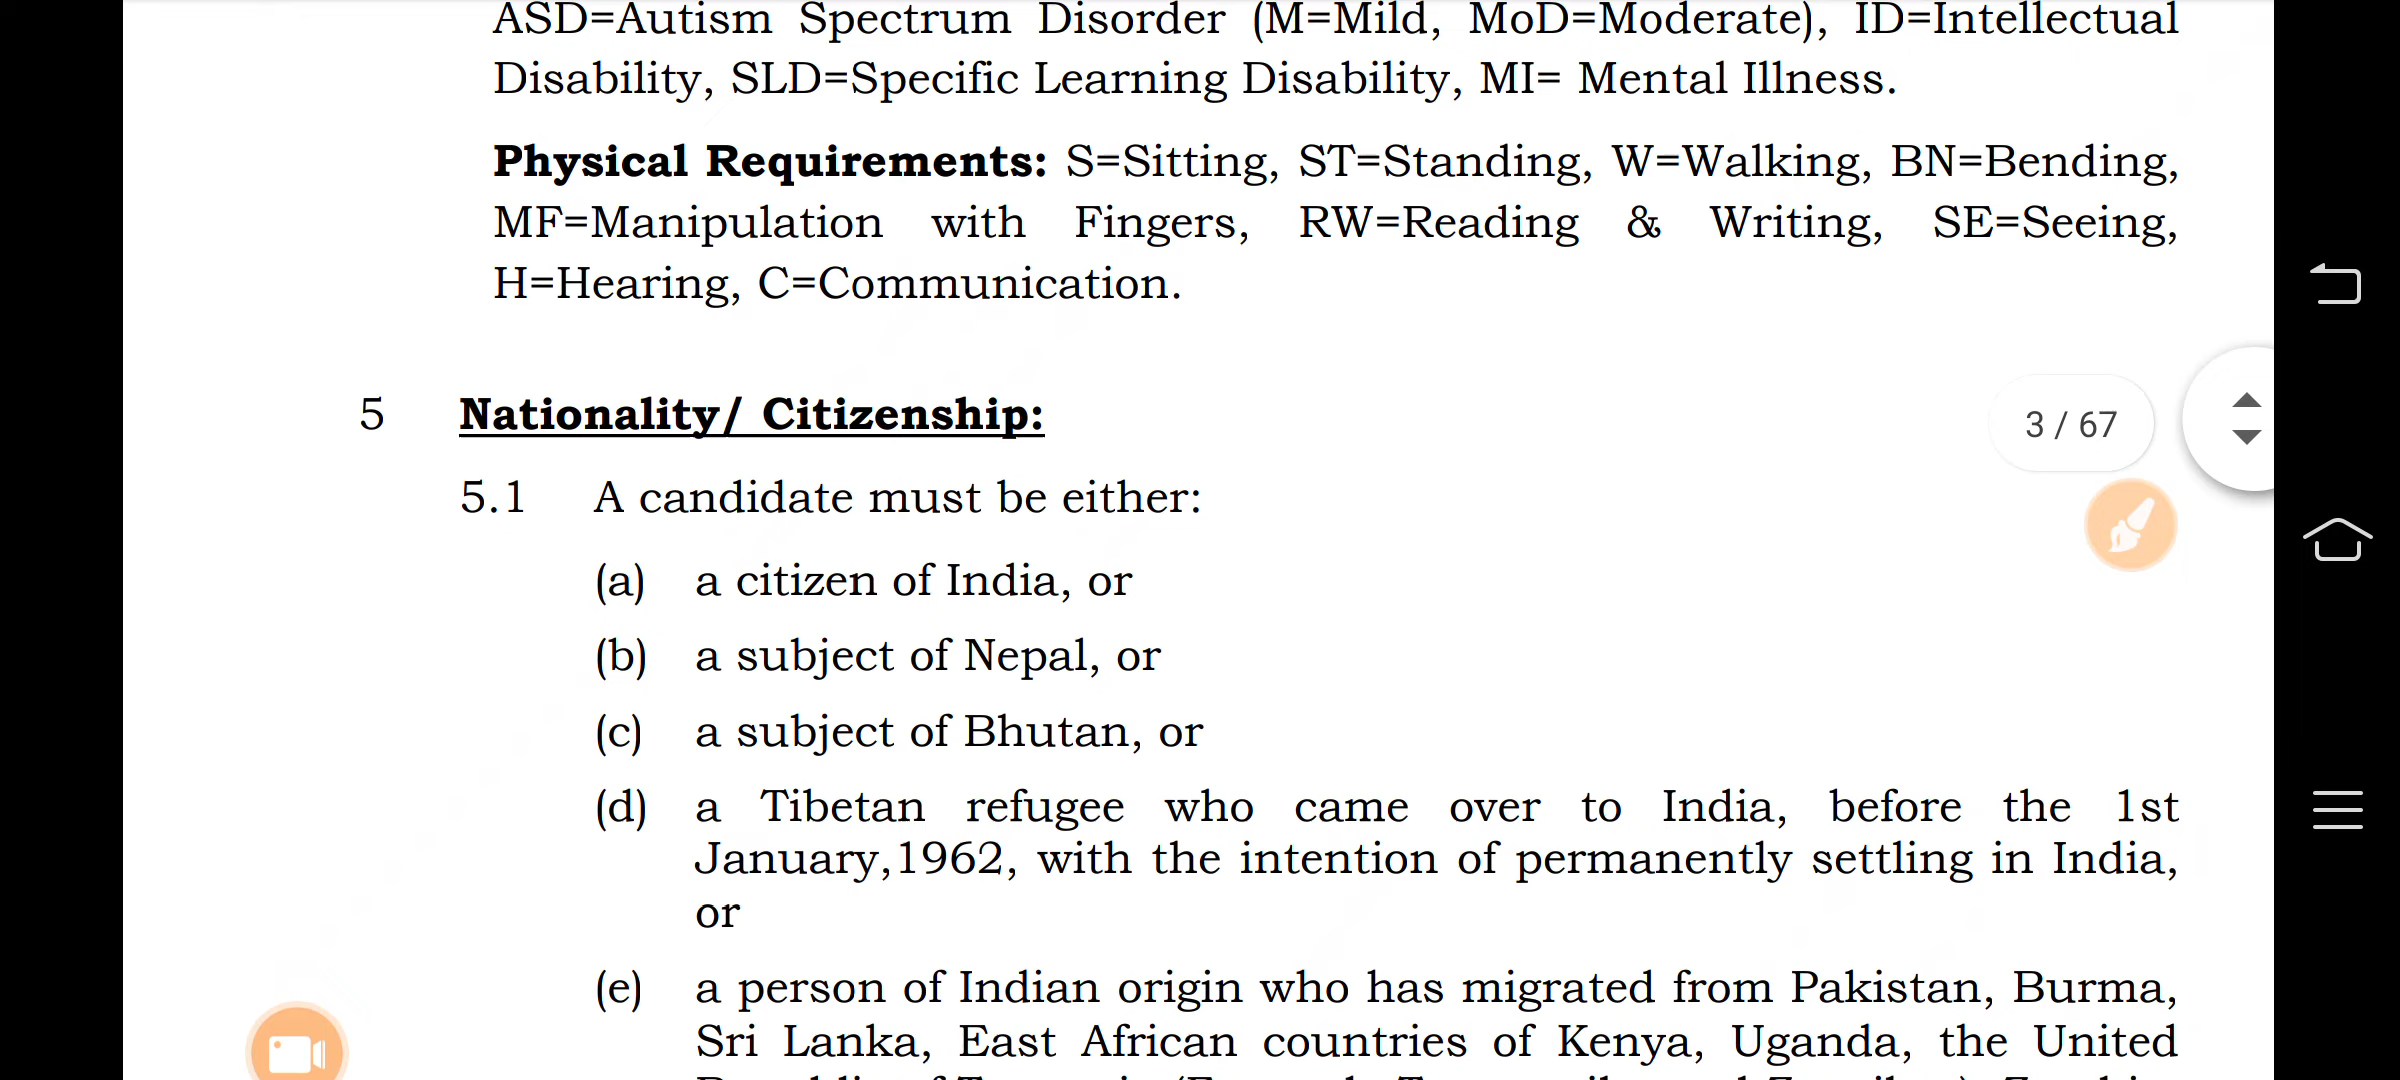 ASD=Autism Spectrum Disorder (M=Mild, MoD=Moderate), ID=Intellectual
Disability, SLD=Specific Learning Disability, MI= Mental Illness.
Physical Requirements: S=Sitting, ST=Standing, W=Walking, BN=Bending,
MF=Manipulation with Fingers, RW=Reading & Writing, SE=Seeing,
H=Hearing, C=Communication.
5 Nationality/ Citizenship:
3 / 67
5.1 A candidate must be either:
(a) a citizen of India, or
(b) a subject of Nepal, or
(c) a subject of Bhutan, or
(d) a Tibetan refugee who came over to India, before the 1st
January,1962, with the intention of permanently settling in India,
or
(e) a person of Indian origin who has migrated from Pakistan, Burma,
Sri Lanka, East African countries of Kenya, Uganda, the United